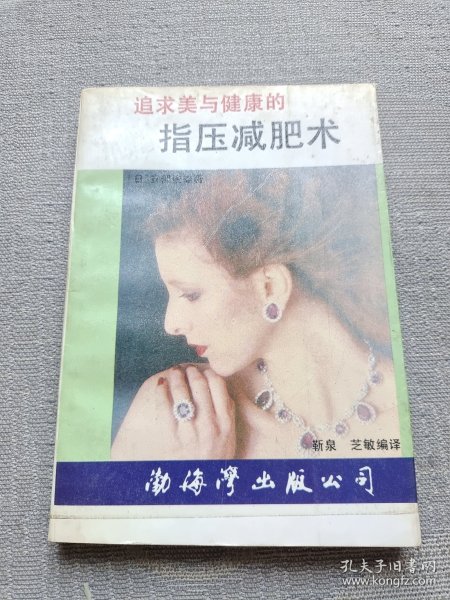 追求美与健康的
指压减肥术
靳泉 芝敏编译
渤海湾出版公司
孔夫子旧书网
www.kongfz.com